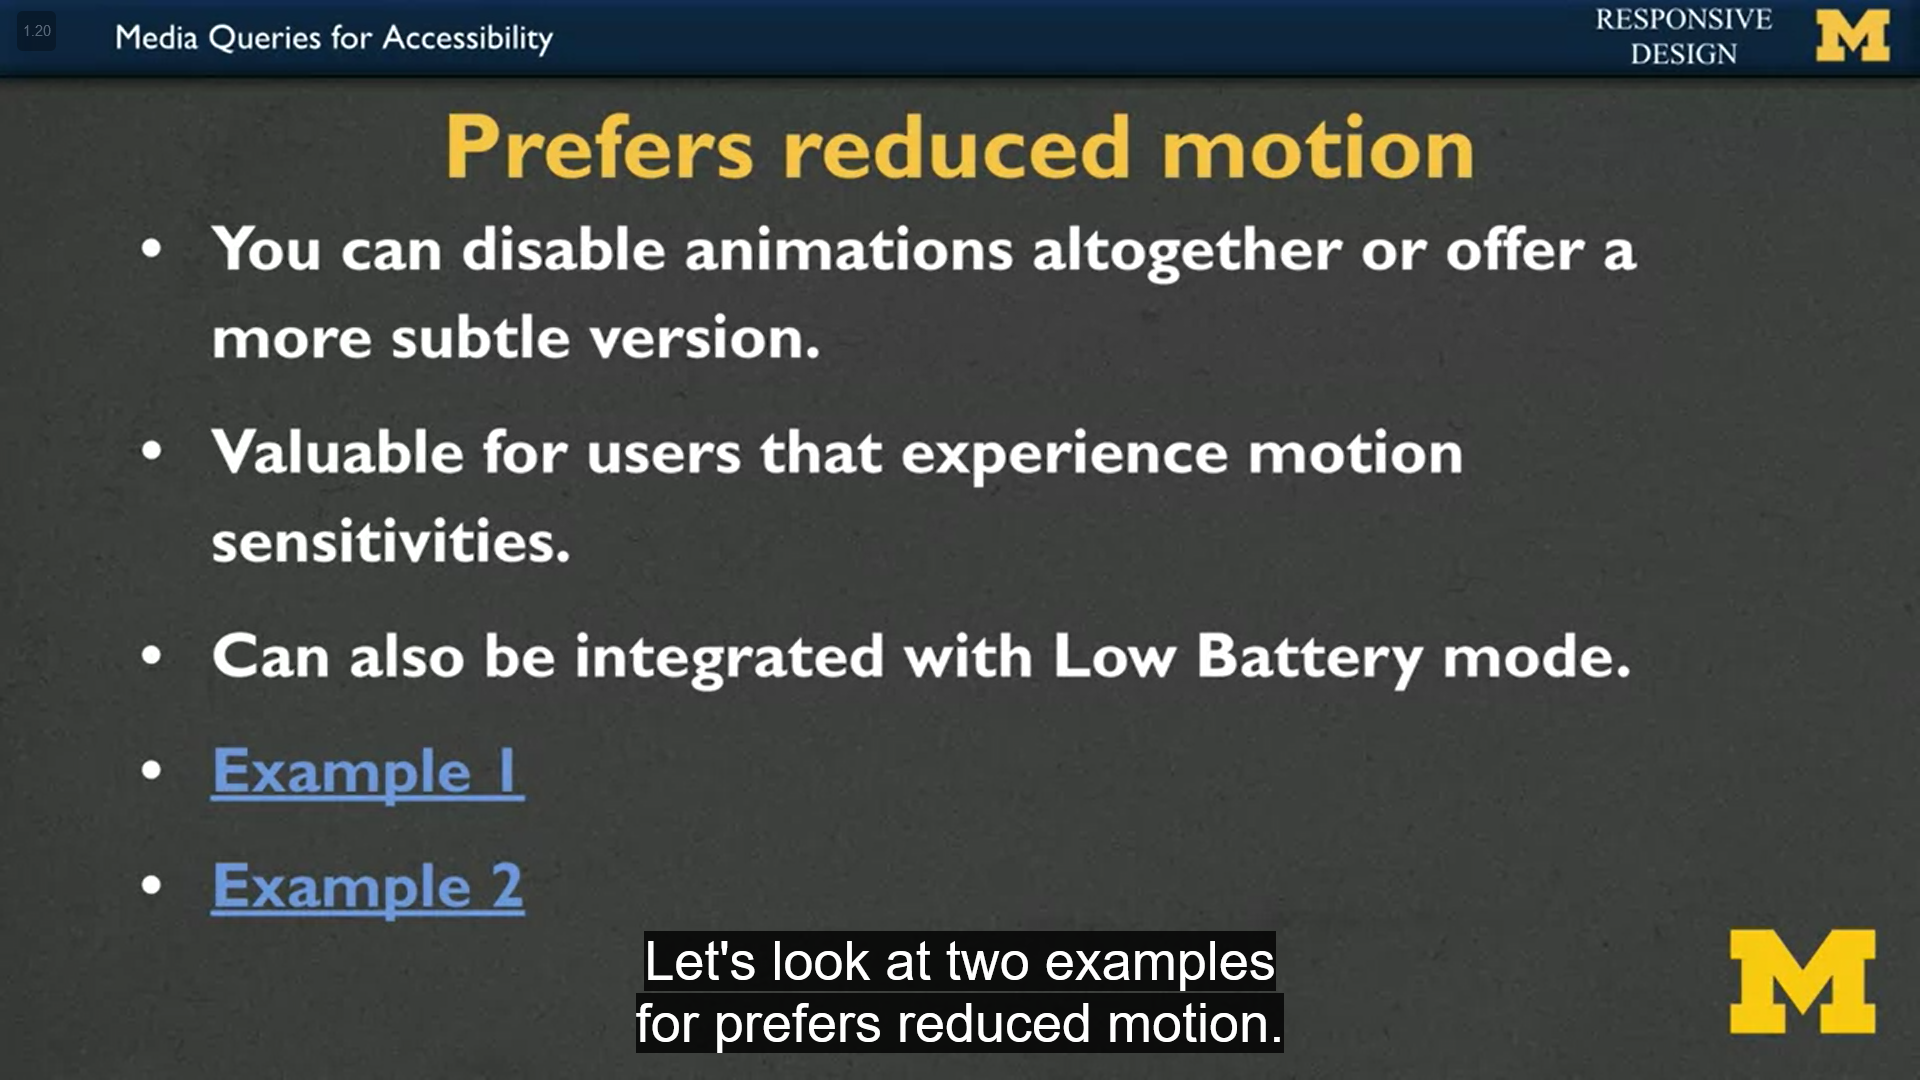 1.20
Media Queries for Accessibility
RESPONSIVE
DESIGN
M
Prefers reduced motion
• You can disable animations altogether or offer a
more subtle version.
• Valuable for users that experience motion
sensitivities.
• Can also be integrated with Low Battery mode.
• Example 1
• Example 2
Let's look at two examples
for prefers reduced motion.
M